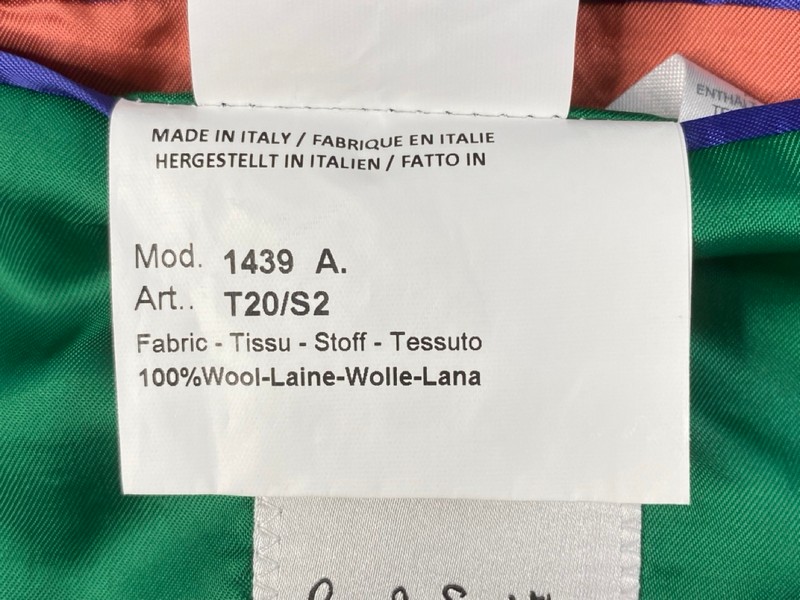 MADE IN ITALY / FABRIQUE EN ITALIE
HERGESTELLT IN ITALIEN / FATTO IN
Mod. 1439 A.
Art.. T20/S2
Fabric - Tissu - Stoff - Tessuto
100%Wool-Laine-Wolle-Lana